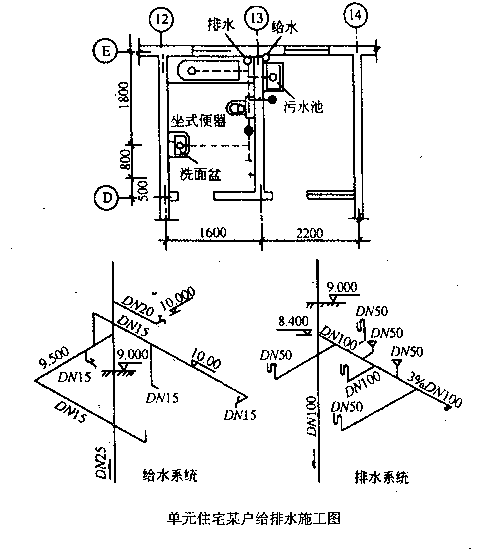 12
13
14
排水
给水
E
1800
污水池
坐式便器
洗面盆
800
500
D
1600
2200
DN20
10.000
DN15
9.500
9.000
10.00
DN15
DN15
DN15
DN15
DN25
给水系统
9.000
8.400
DN50
DN50
DN100
DN50
DN50
DN100
3%
DN100
DN50
DN100
排水系统
单元住宅某户给排水施工图